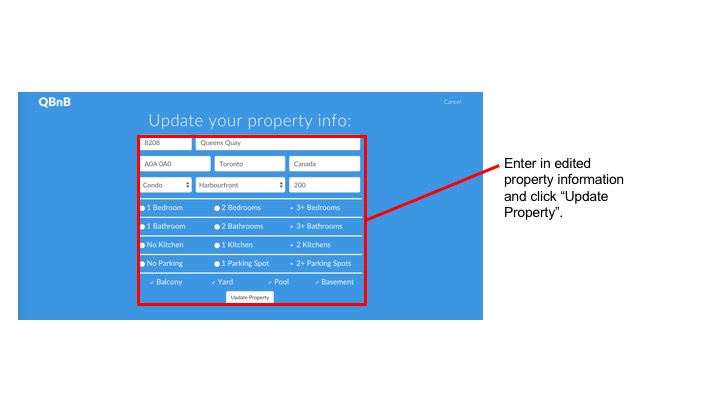 QBnB
Cancel
Update your property info:
8208 Queens Quay
A0A 0A0 Toronto Canada
Condo Harbourfront 200
1 Bedroom 2 Bedrooms 3+ Bedrooms
1 Bathroom 2 Bathrooms 3+ Bathrooms
No Kitchen 1 Kitchen 2 Kitchens
No Parking 1 Parking Spot 2+ Parking Spots
Balcony Yard Pool Basement
Update Property
Enter in edited
property information
and click “Update
Property”.